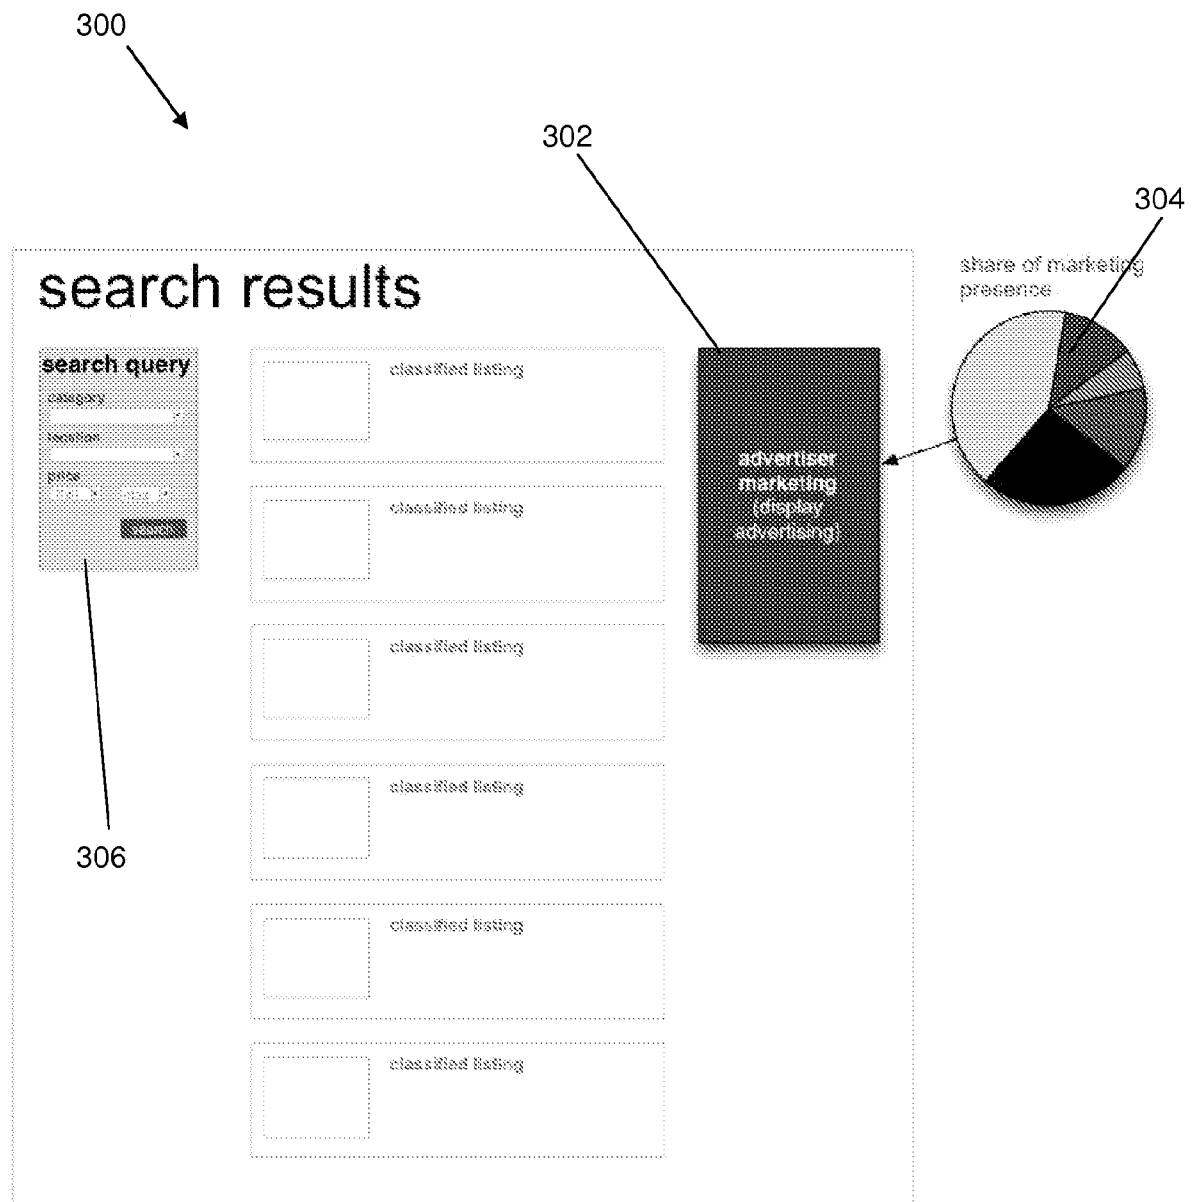 300
302
304
search results
share of marketing
presence
search query
category
location
price
search
classified listing
classified listing
classified listing
classified listing
classified listing
classified listing
advertiser
marketing
(display
advertising)
306